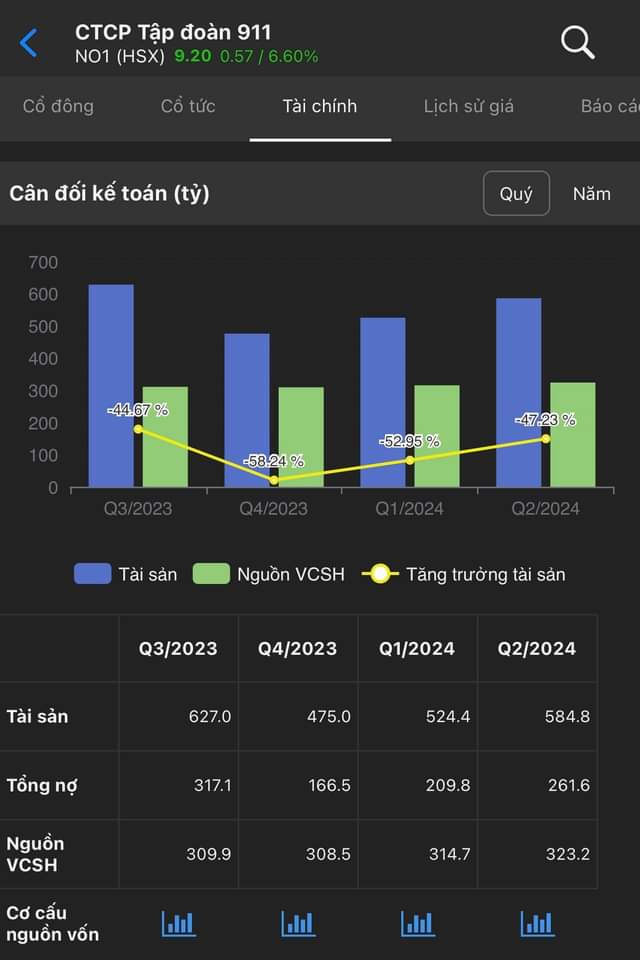 CTCP Tập đoàn 911
NO1 (HSX) 9.20 0.57 / 6.60%
Cổ đông Cổ tức Tài chính Lịch sử giá Báo cá
Cân đối kế toán (tỷ) Quý Năm
700
600
500
400
300
200
100
0
-44.67 %
-58.24 %
-52.95 %
-47.23 %
Q3/2023 Q4/2023 Q1/2024 Q2/2024
Tài sản Nguồn VCSH Tăng trưởng tài sản
Q3/2023 Q4/2023 Q1/2024 Q2/2024
Tài sản 627.0 475.0 524.4 584.8
Tổng nợ 317.1 166.5 209.8 261.6
Nguồn
VCSH 309.9 308.5 314.7 323.2
Cơ cấu
nguồn vốn